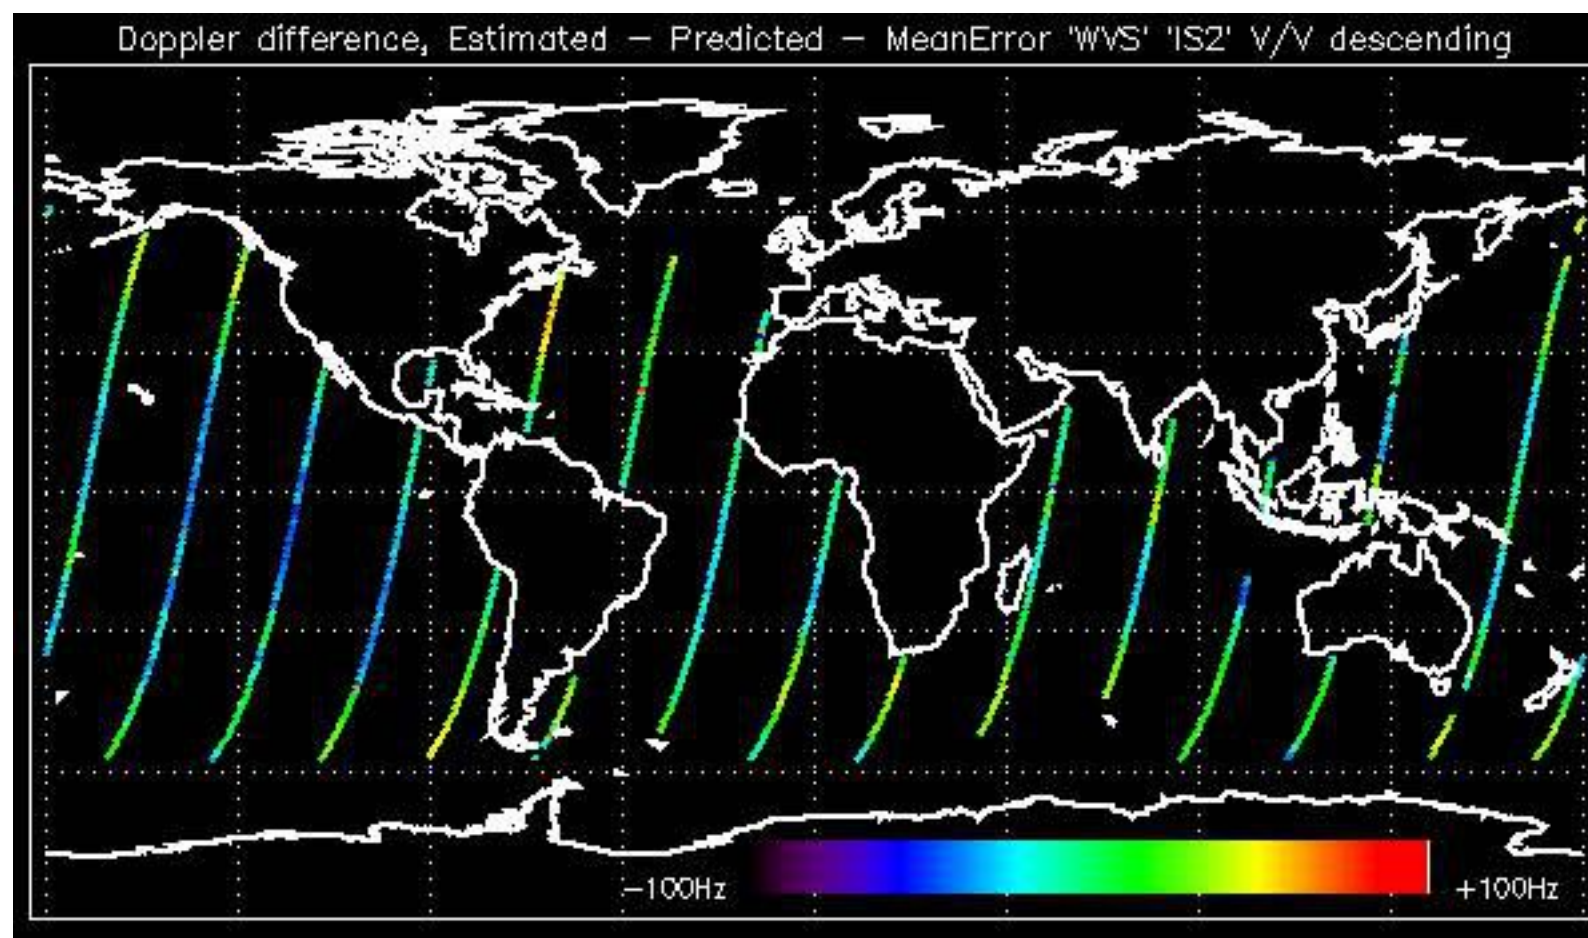 Doppler difference, Estimated – Predicted – MeanError 'WVS' 'IS2' V/V descending
–100Hz +100Hz